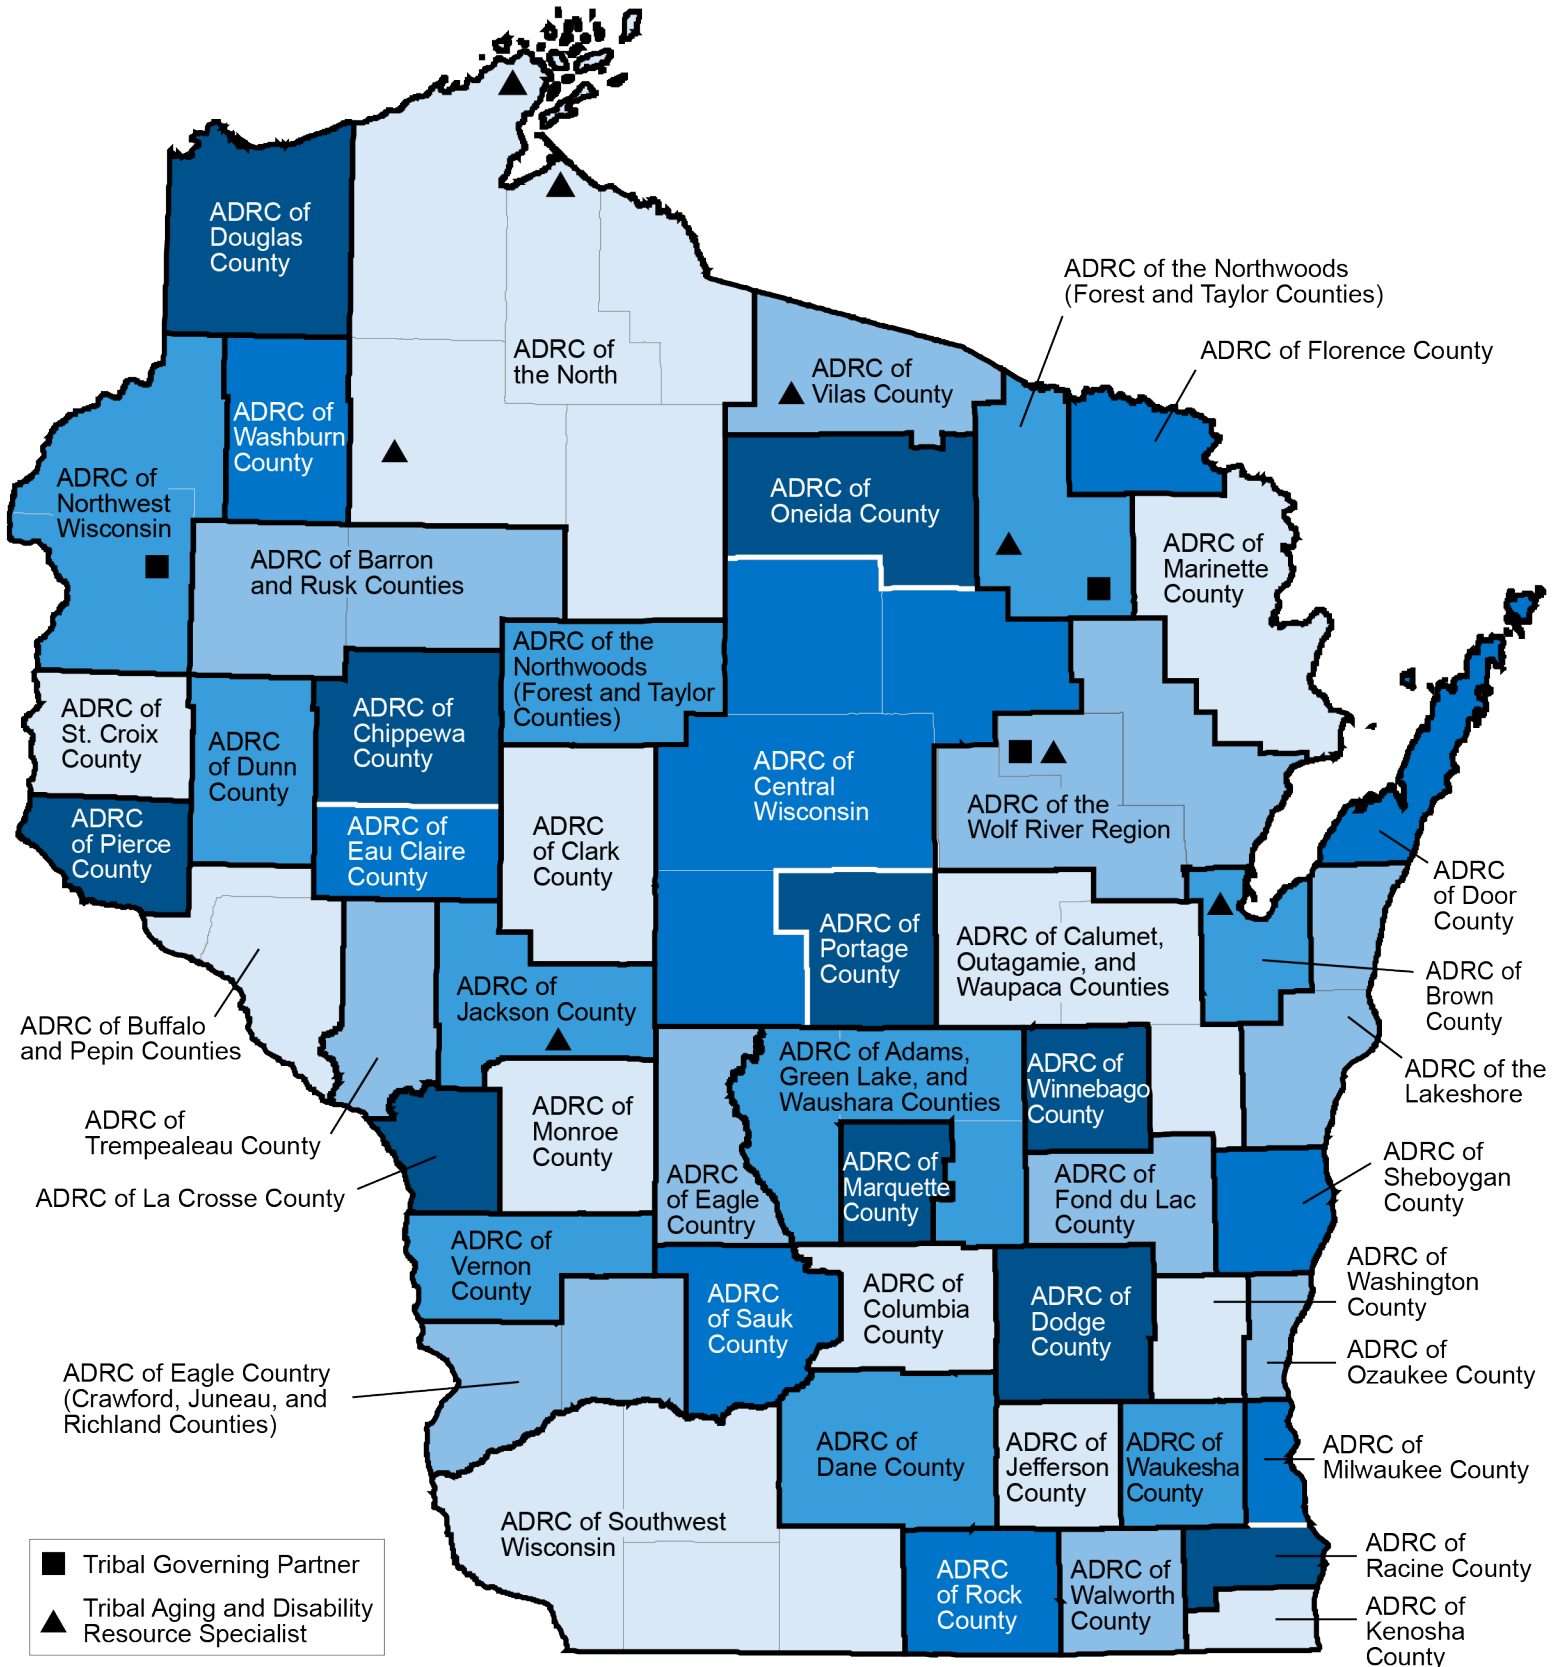 ADRC of
Douglas
County
ADRC of the Northwoods
(Forest and Taylor Counties)
ADRC of Florence County
ADRC of
the North
ADRC of
Vilas County
ADRC of
Washburn
County
ADRC of
Northwest
Wisconsin
ADRC of
Oneida County
ADRC of
Marinette
County
ADRC of Barron
and Rusk Counties
ADRC of the
Northwoods
(Forest and Taylor
Counties)
ADRC of
St. Croix
County
ADRC
of Dunn
County
ADRC of
Chippewa
County
ADRC of
Central
Wisconsin
ADRC of the
Wolf River Region
ADRC
of Pierce
County
ADRC of
Eau Claire
County
ADRC
of Clark
County
ADRC
of Door
County
ADRC of
Portage
County
ADRC of Calumet,
Outagamie, and
Waupaca Counties
ADRC of
Brown
County
ADRC of
Jackson County
ADRC of Buffalo
and Pepin Counties
ADRC of Adams,
Green Lake, and
Waushara Counties
ADRC of
Winnebago
County
ADRC of the
Lakeshore
ADRC of
Trempealeau County
ADRC of
Monroe
County
ADRC of La Crosse County
ADRC
of Eagle
Country
ADRC of
Marquette
County
ADRC of
Fond du Lac
County
ADRC of
Sheboygan
County
ADRC of
Vernon
County
ADRC
of Sauk
County
ADRC of
Columbia
County
ADRC of
Dodge
County
ADRC of
Washington
County
ADRC of
Ozaukee County
ADRC of Eagle Country
(Crawford, Juneau, and
Richland Counties)
ADRC of
Dane County
ADRC of
Jefferson
County
ADRC of
Waukesha
County
ADRC of
Milwaukee County
ADRC of Southwest
Wisconsin
ADRC
of Rock
County
ADRC of
Walworth
County
ADRC of
Racine County
ADRC of
Kenosha
County
Tribal Governing Partner
Tribal Aging and Disability
Resource Specialist